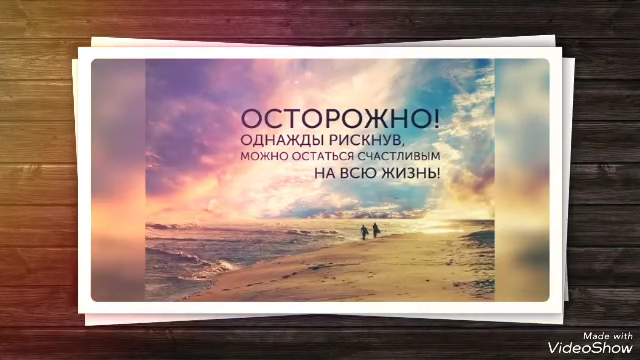 ОСТОРОЖНО!
ОДНАЖДЫ РИСКНУВ,
МОЖНО ОСТАТЬСЯ СЧАСТЛИВЫМ
НА ВСЮ ЖИЗНЬ!
Made with
VideoShow